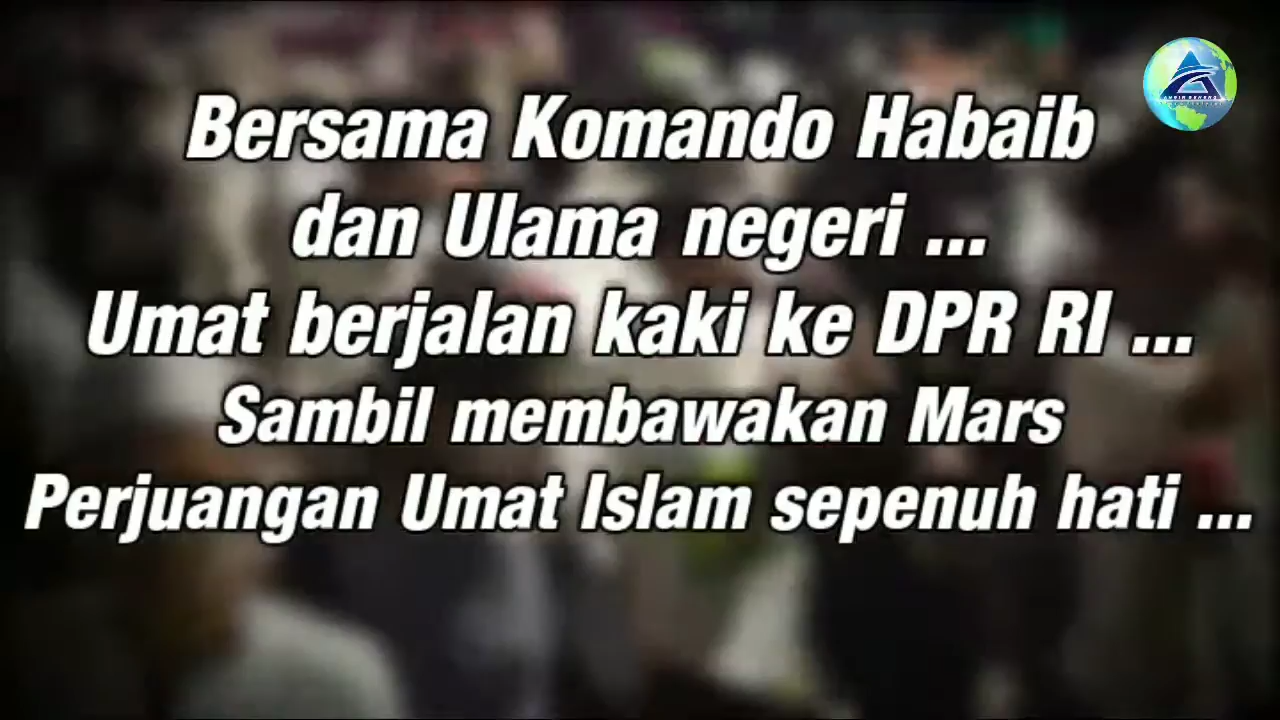 Bersama Komando Habaib
dan Ulama negeri ...
Umat berjalan kaki ke DPR RI ...
Sambil membawakan Mars
Perjuangan Umat Islam sepenuh hati ...